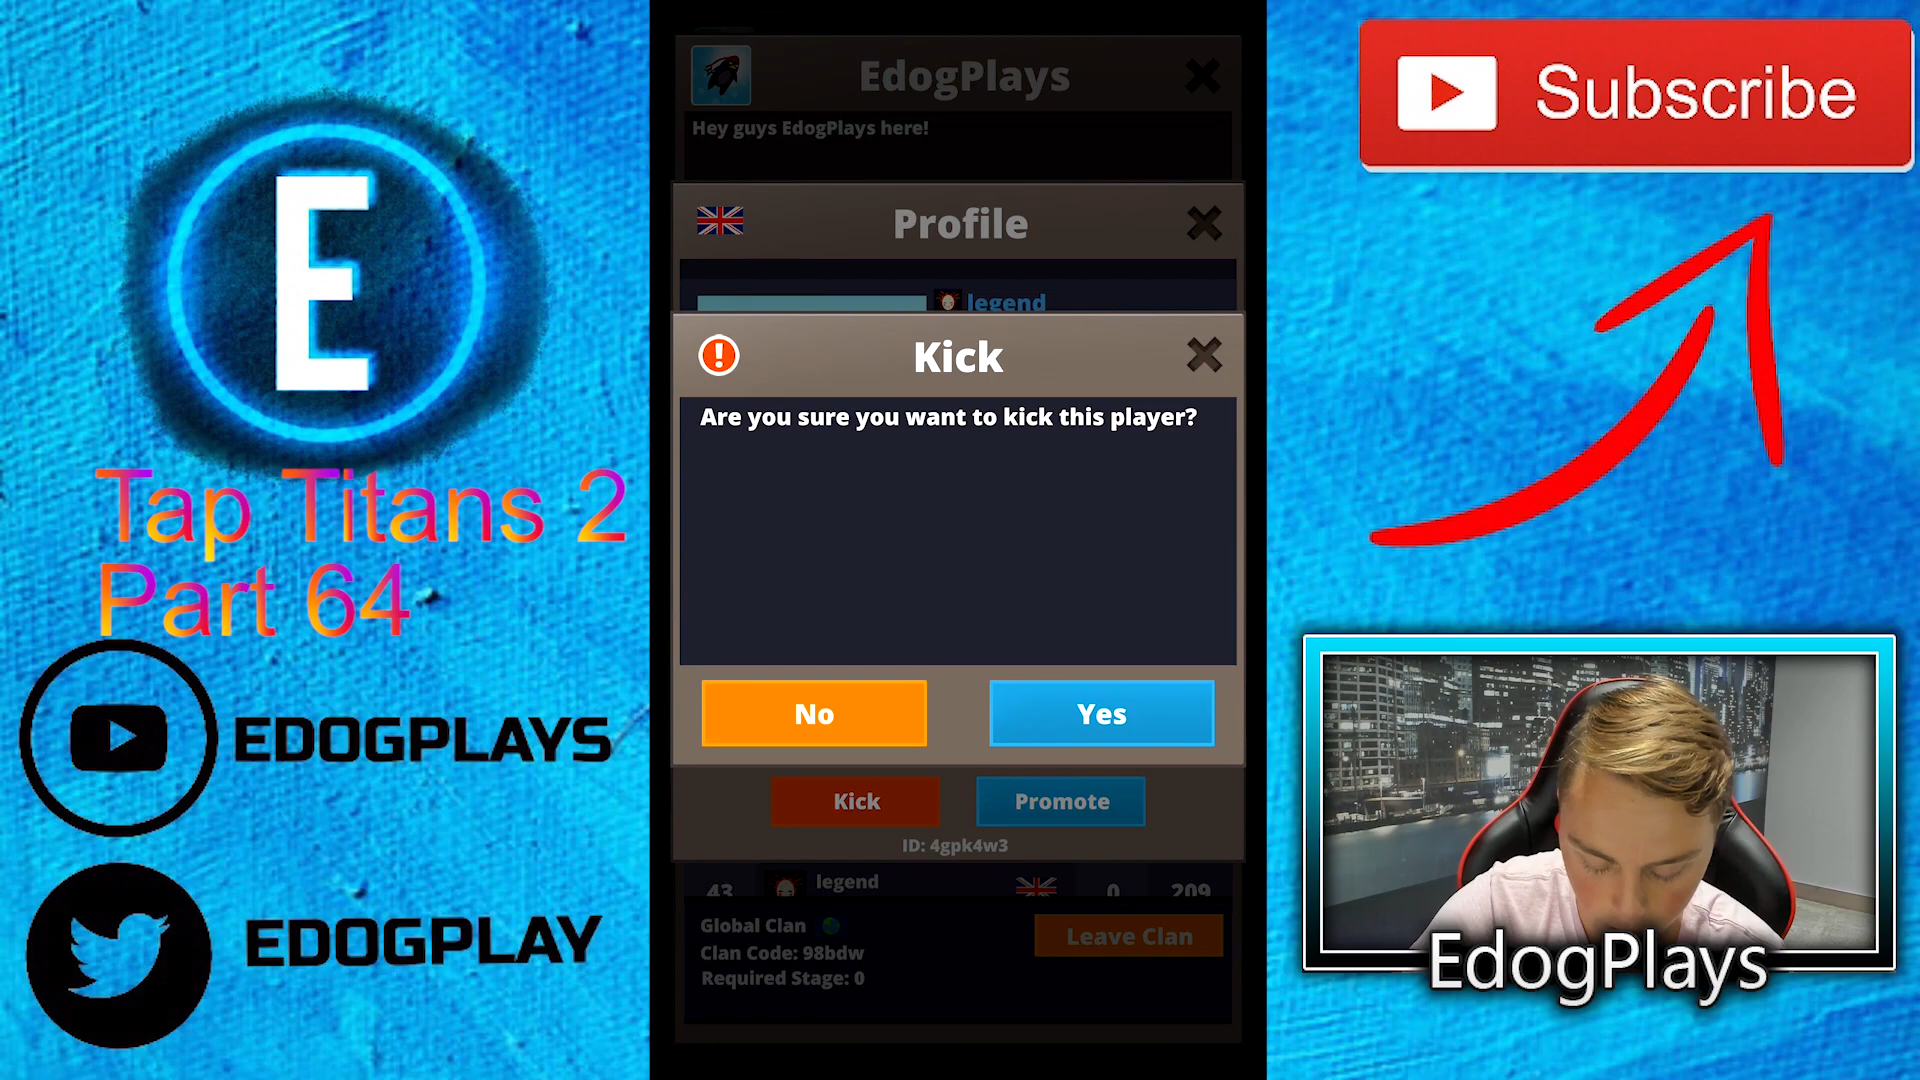 E
Tap Titans 2
Part 64
EDOGPLAYS
EDOGPLAY
EdogPlays
Hey guys EdogPlays here!
Profile
legend
Kick
Are you sure you want to kick this player?
No
Yes
Kick
Promote
ID: 4gpk4w3
43
legend
0
209
Global Clan
Clan Code: 98bdw
Required Stage: 0
Leave Clan
Subscribe
EdogPlays